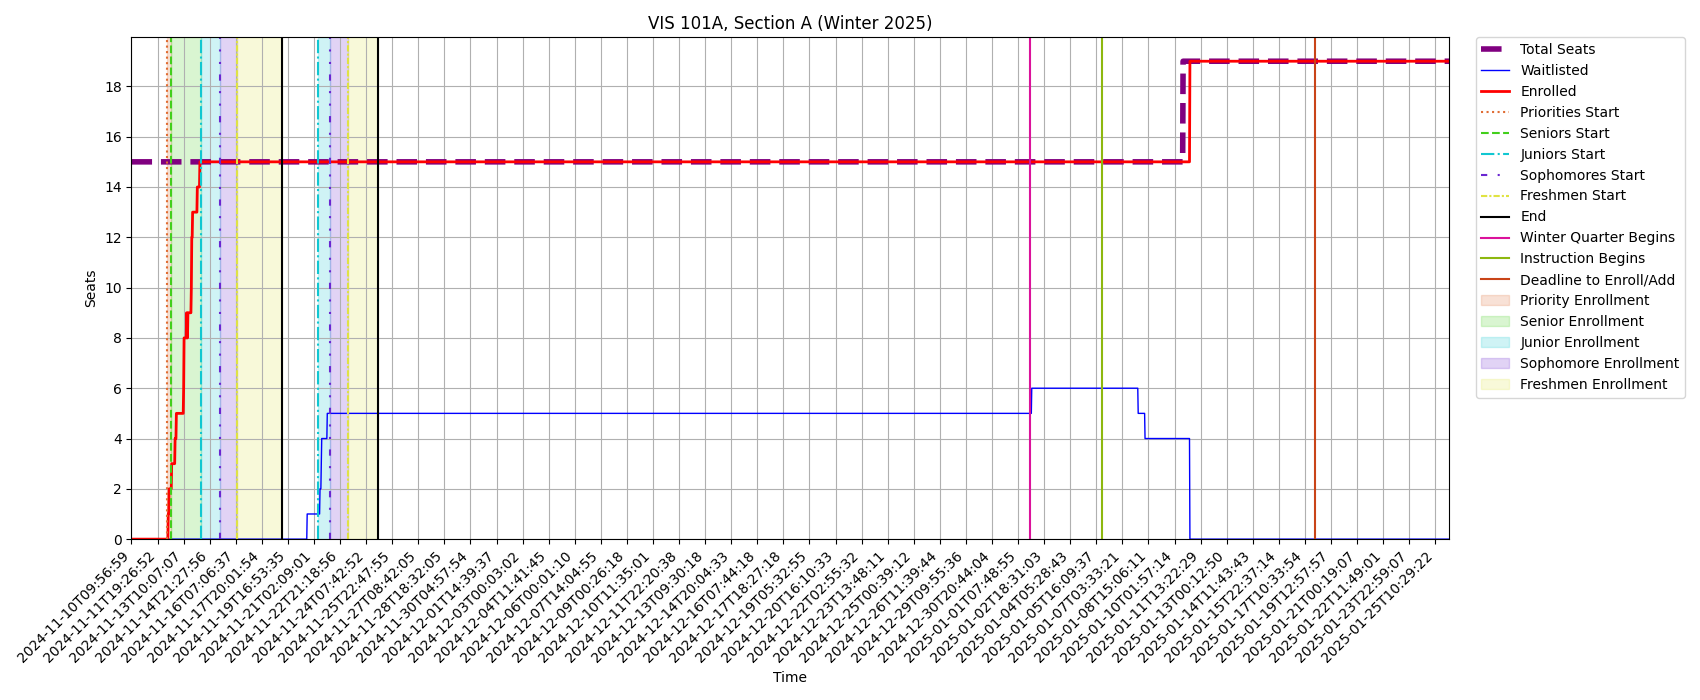 VIS 101A, Section A (Winter 2025)
Seats
18
16
14
12
10
8
6
4
2
0
2024-11-10T09:56:59
2024-11-11T19:26:52
2024-11-13T10:07:07
2024-11-14T21:27:56
2024-11-16T07:06:37
2024-11-17T20:01:54
2024-11-19T16:53:35
2024-11-21T02:09:01
2024-11-22T21:18:56
2024-11-24T07:42:52
2024-11-25T22:47:55
2024-11-28T18:42:05
2024-11-28T18:32:05
2024-11-30T04:57:54
2024-12-01T14:39:37
2024-12-03T00:03:02
2024-12-04T11:41:45
2024-12-06T00:01:10
2024-12-07T14:04:55
2024-12-09T00:26:18
2024-12-10T11:35:01
2024-12-11T22:20:38
2024-12-13T09:30:18
2024-12-14T20:04:33
2024-12-16T07:44:18
2024-12-17T18:27:18
2024-12-19T05:32:55
2024-12-20T16:10:33
2024-12-22T02:55:32
2024-12-23T13:48:11
2024-12-25T00:39:12
2024-12-26T11:39:44
2024-12-29T09:55:36
2024-12-30T20:44:04
2025-01-01T07:48:55
2025-01-02T18:31:03
2025-01-04T05:28:43
2025-01-05T16:09:37
2025-01-07T03:33:21
2025-01-08T15:06:11
2025-01-10T01:57:14
2025-01-11T13:22:29
2025-01-13T00:12:50
2025-01-14T11:43:43
2025-01-15T22:37:14
2025-01-17T10:33:54
2025-01-19T12:57:57
2025-01-21T00:19:07
2025-01-22T11:49:01
2025-01-23T22:59:07
2025-01-25T10:29:22
Time
Total Seats
Waitlisted
Enrolled
Priorities Start
Seniors Start
Juniors Start
Sophomores Start
Freshmen Start
End
Winter Quarter Begins
Instruction Begins
Deadline to Enroll/Add
Priority Enrollment
Senior Enrollment
Junior Enrollment
Sophomore Enrollment
Freshmen Enrollment